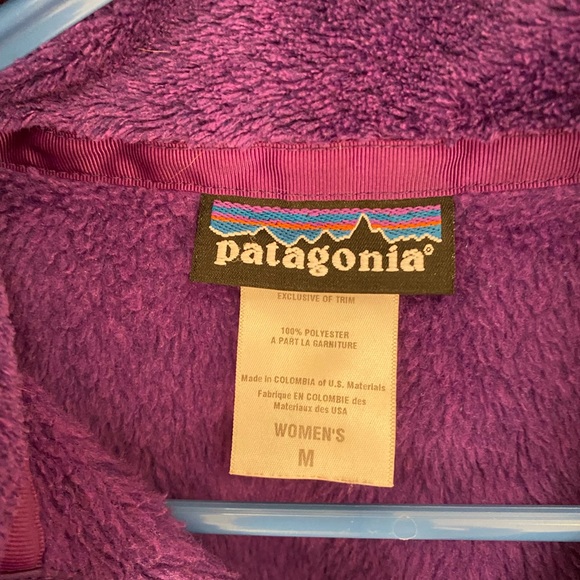 patagonia®
EXCLUSIVE OF TRIM
100% POLYESTER
A PART LA GARNITURE
Made in COLOMBIA of U.S. Materials
Fabrique EN COLOMBIE des
Materiaux des USA
WOMEN'S
M